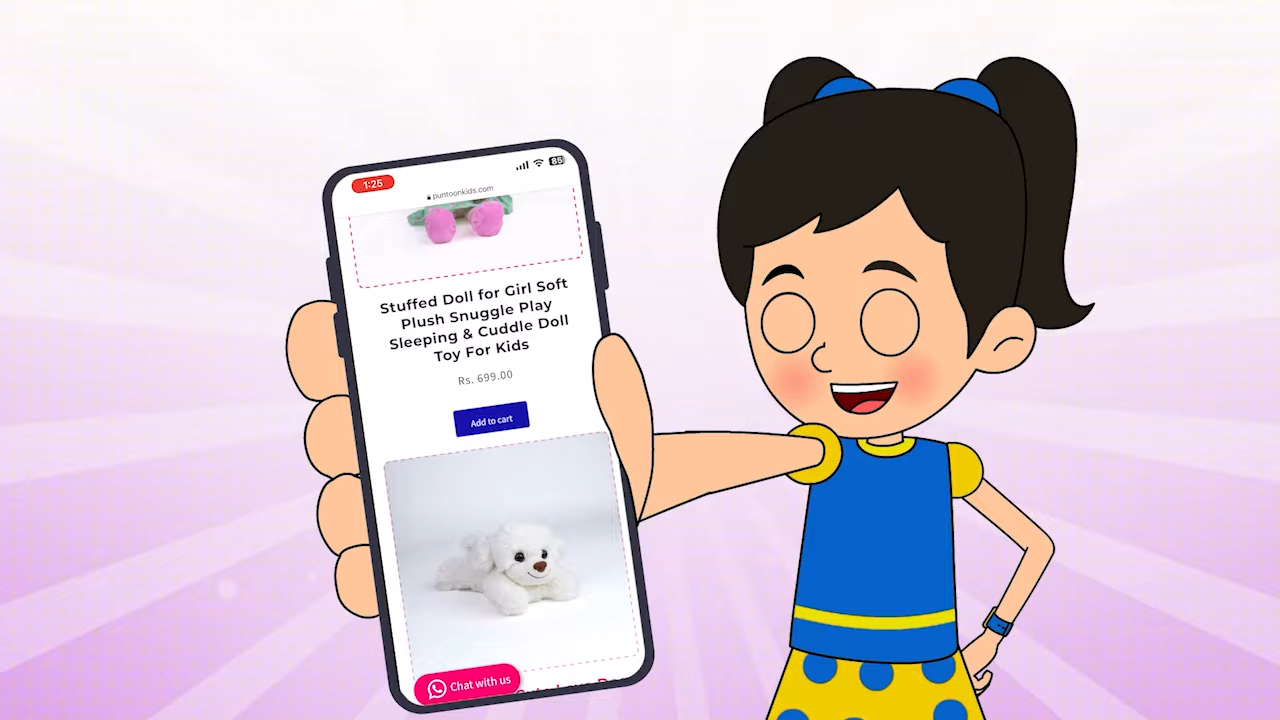 1:25
85
puntoonkids.com
Stuffed Doll for Girl Soft
Plush Snuggle Play
Sleeping & Cuddle Doll
Toy For Kids
Rs. 699.00
Add to cart
Chat with us